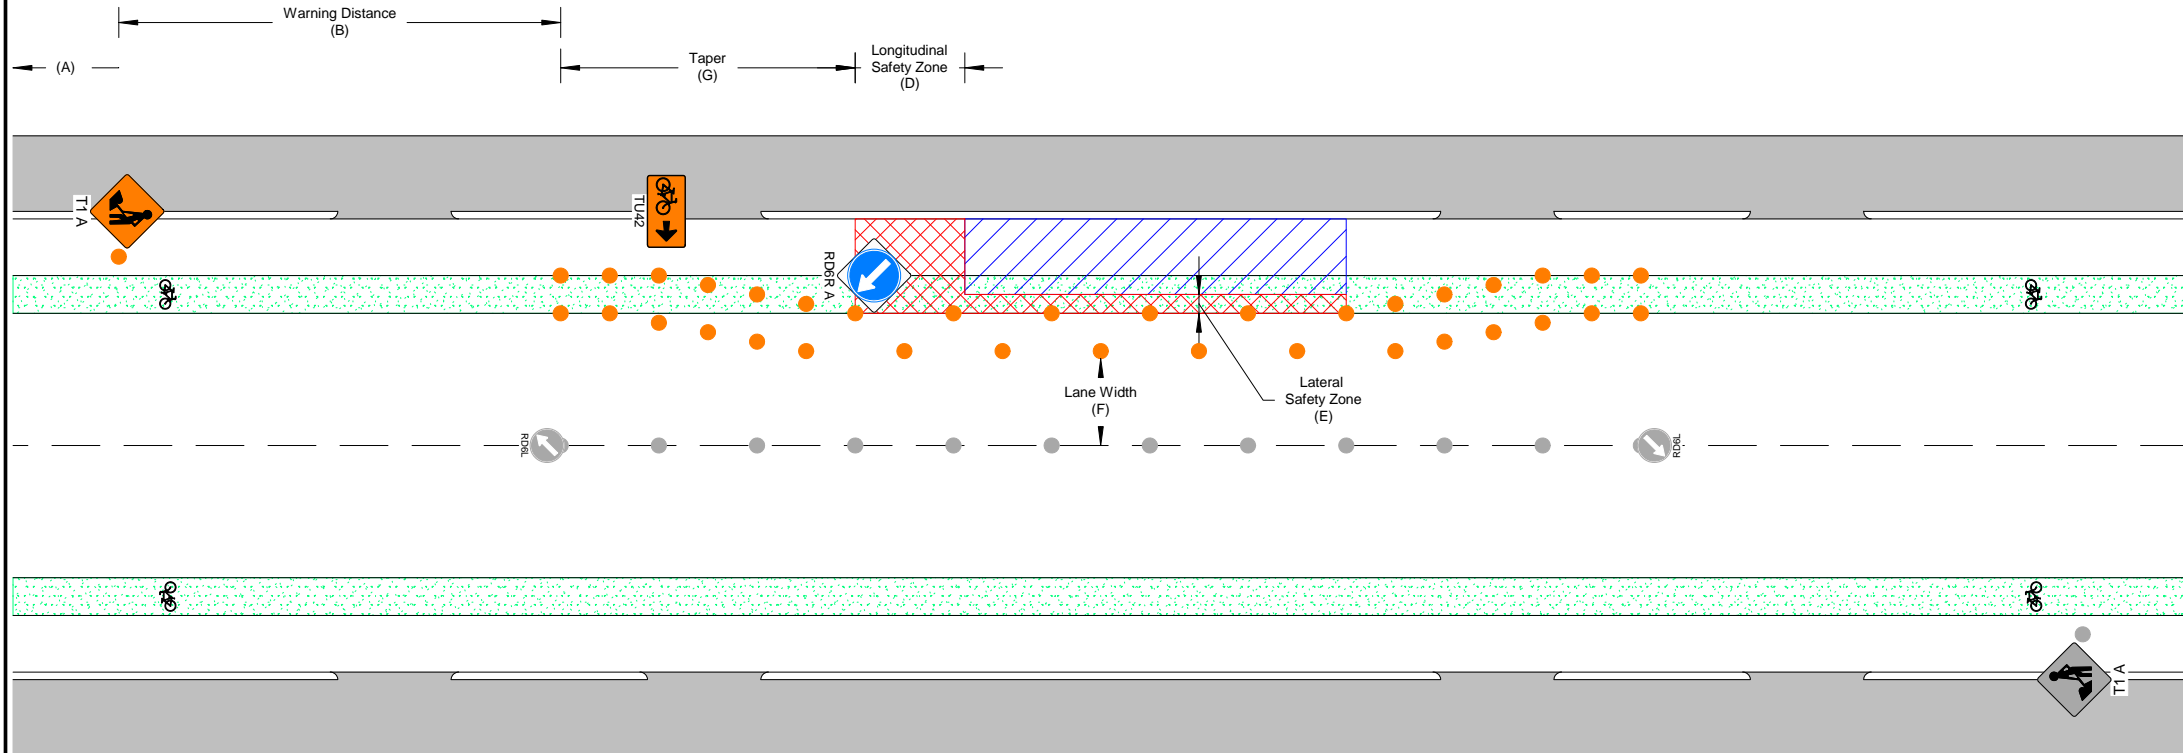 Warning Distance
(B)
(A)
Taper
(G)
Longitudinal
Safety Zone
(D)
T1 A
TU42
RD6R A
Lane Width
(F)
Lateral
Safety Zone
(E)
RD6L
RD6L
T1 A